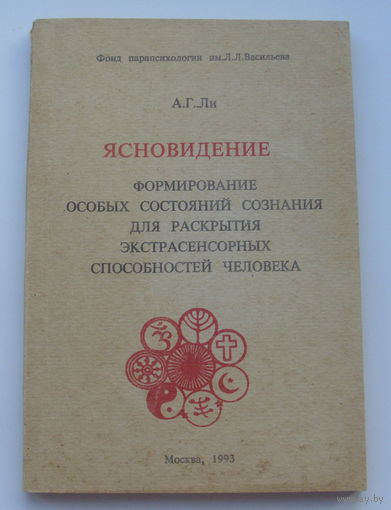 Фонд парапсихологии им.Л.Л.Васильева
А.Г.Ли
ЯСНОВИДЕНИЕ
ФОРМИРОВАНИЕ
ОСОБЫХ СОСТОЯНИЙ СОЗНАНИЯ
ДЛЯ РАСКРЫТИЯ
ЭКСТРАСЕНСОРНЫХ
СПОСОБНОСТЕЙ ЧЕЛОВЕКА
ॐ
Москва, 1993